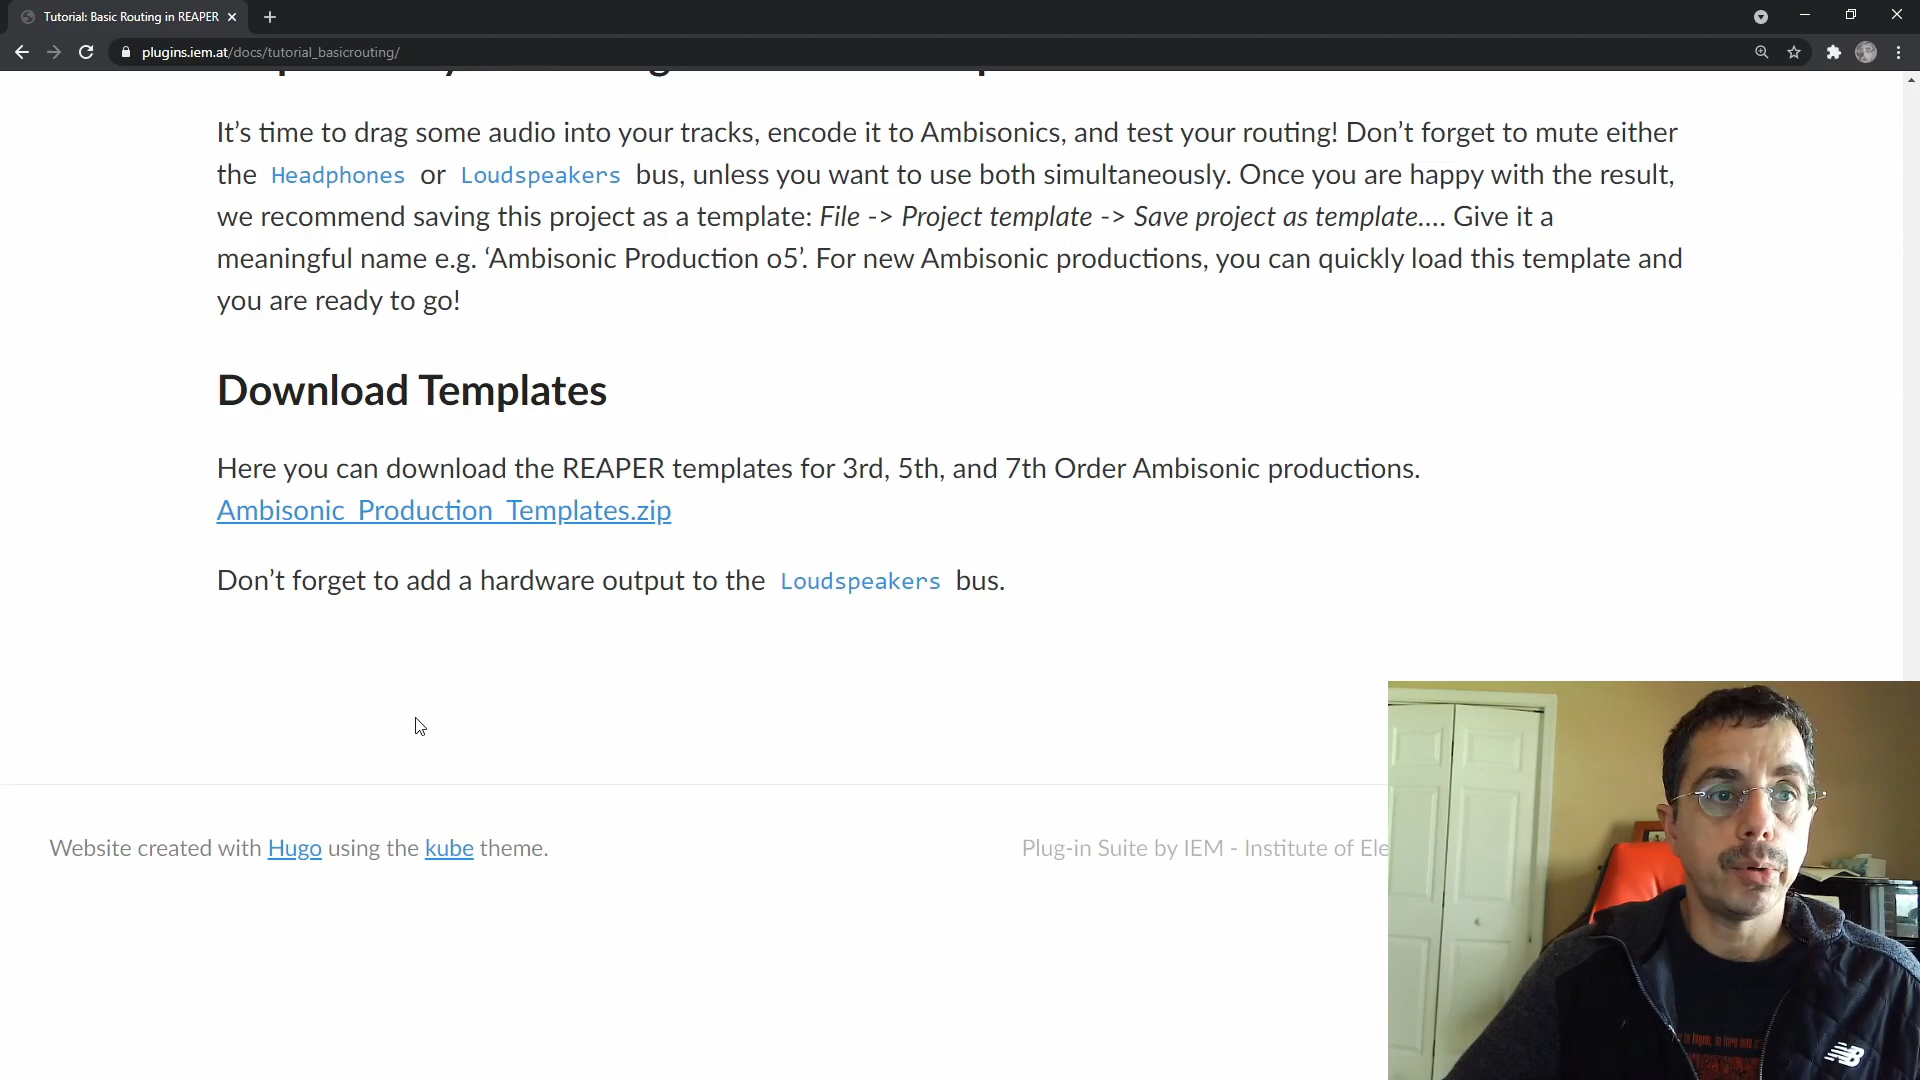 Tutorial: Basic Routing in REAPER
plugins.iem.at/docs/tutorial_basicrouting/
It’s time to drag some audio into your tracks, encode it to Ambisonics, and test your routing! Don’t forget to mute either
the Headphones or Loudspeakers bus, unless you want to use both simultaneously. Once you are happy with the result,
we recommend saving this project as a template: File -> Project template -> Save project as template.... Give it a
meaningful name e.g. ‘Ambisonic Production o5’. For new Ambisonic productions, you can quickly load this template and
you are ready to go!
Download Templates
Here you can download the REAPER templates for 3rd, 5th, and 7th Order Ambisonic productions.
Ambisonic_Production_Templates.zip
Don’t forget to add a hardware output to the Loudspeakers bus.
Website created with Hugo using the kube theme.
Plug-in Suite by IEM - Institute of Ele